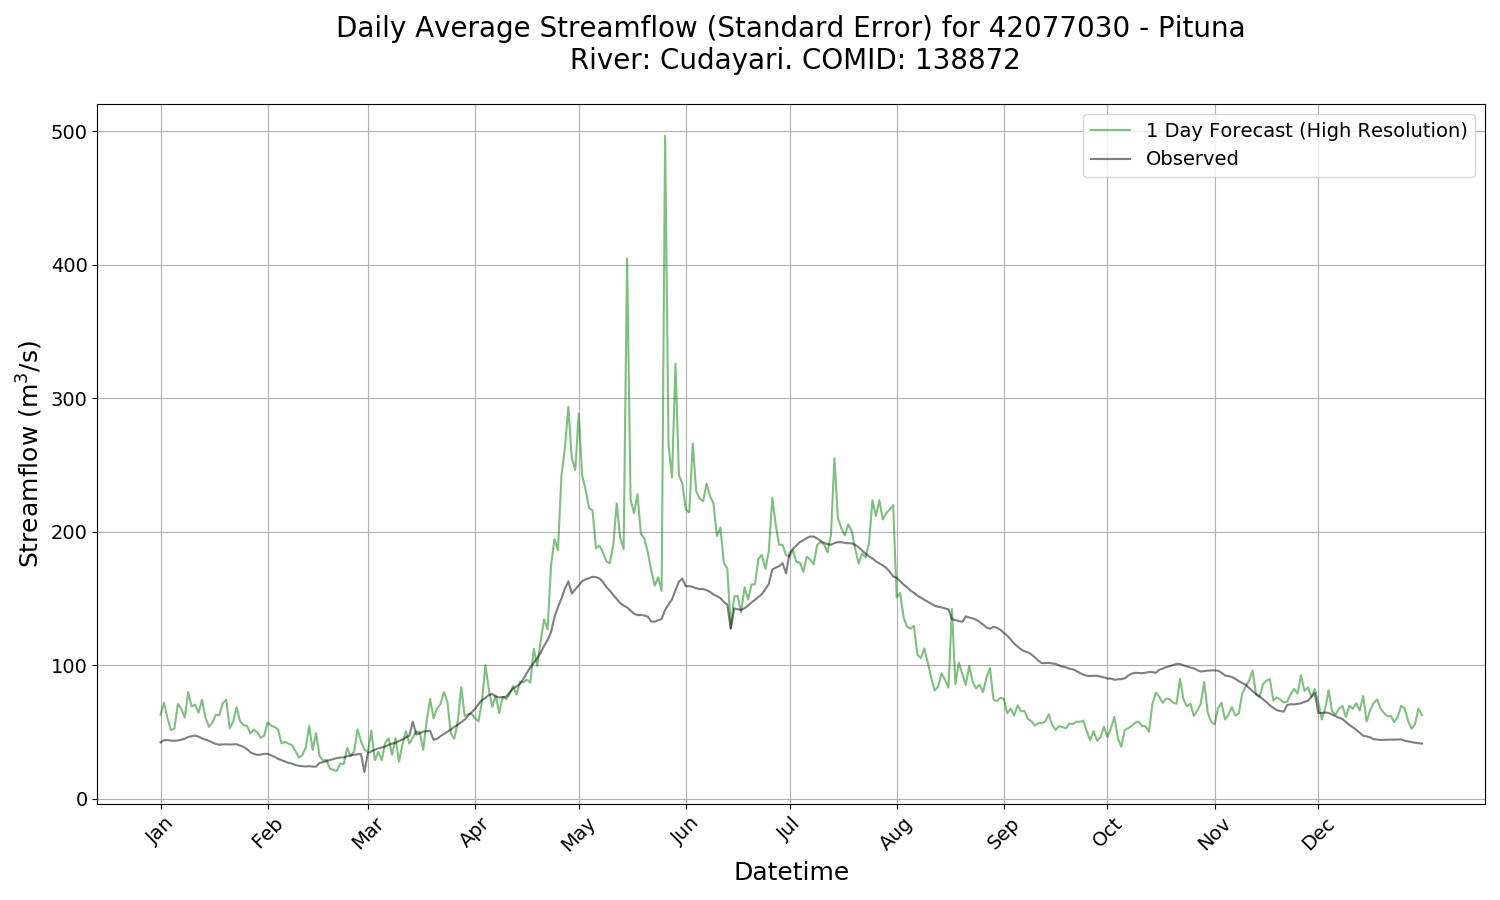 Daily Average Streamflow (Standard Error) for 42077030 - Pituna
River: Cudayari. COMID: 138872
1 Day Forecast (High Resolution)
Observed
Streamflow (m³/s)
500
400
300
200
100
0
Jan
Feb
Mar
Apr
May
Jun
Jul
Aug
Sep
Oct
Nov
Dec
Datetime